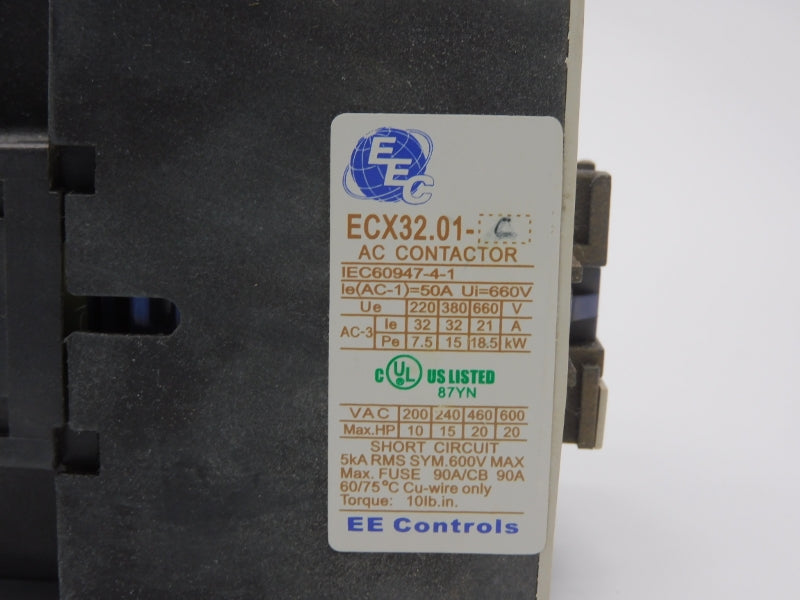 EEC
ECX32.01-C
AC CONTACTOR
IEC60947-4-1
Ie(AC-1)=50A Ui=660V
Ue 220 380 660 V
AC-3 Ie 32 32 21 A
Pe 7.5 15 18.5 kW
C UL US LISTED
87YN
VAC 200 240 460 600
Max.HP 10 15 20 20
SHORT CIRCUIT
5kA RMS SYM.600V MAX
Max. FUSE 90A/CB 90A
60/75°C Cu-wire only
Torque: 10lb.in.
EE Controls